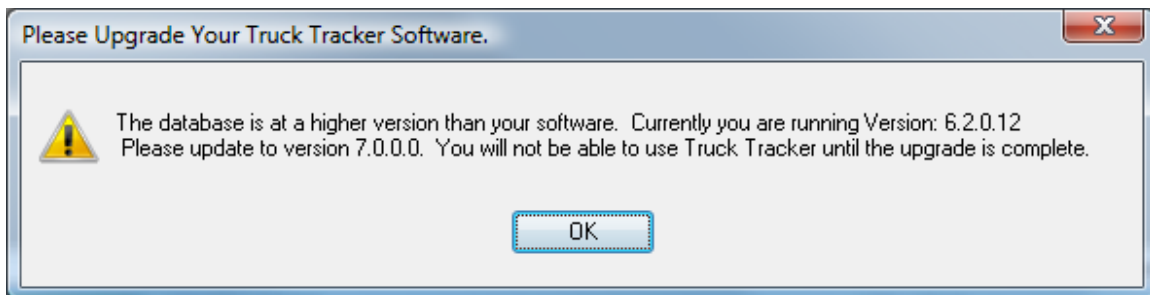 Please Upgrade Your Truck Tracker Software.
The database is at a higher version than your software.  Currently you are running Version: 6.2.0.12
Please update to version 7.0.0.0.  You will not be able to use Truck Tracker until the upgrade is complete.
OK